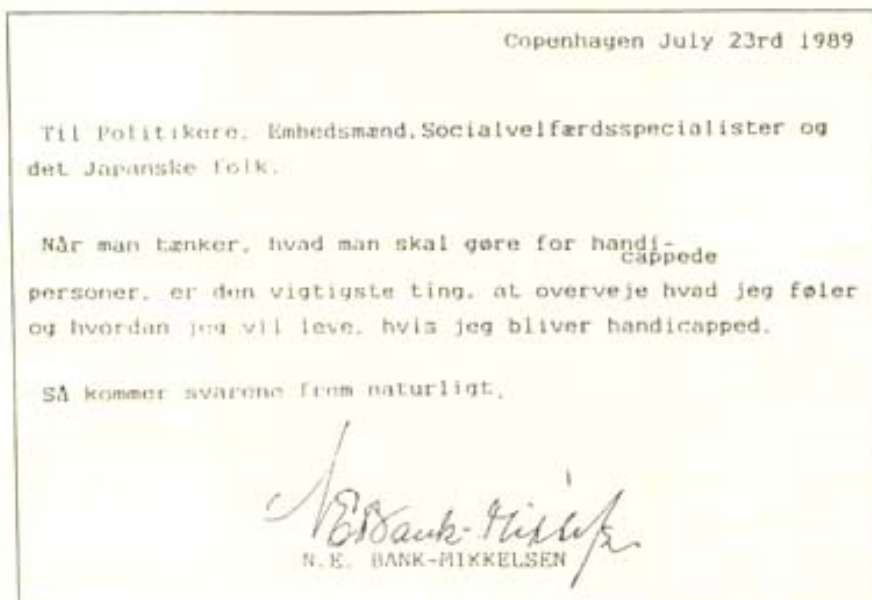 Copenhagen July 23rd 1989
Til Politikere, Embedsmænd,Socialvelfærdsspecialister og
det Japanske folk.
Når man tænker, hvad man skal gøre for handi-
cappede
personer, er den vigtigste ting, at overveje hvad jeg føler
og hvordan jeg vil leve, hvis jeg bliver handicapped.
Så kommer svarene frem naturligt.
NEBank-Mikkelsen
N.E. BANK-MIKKELSEN